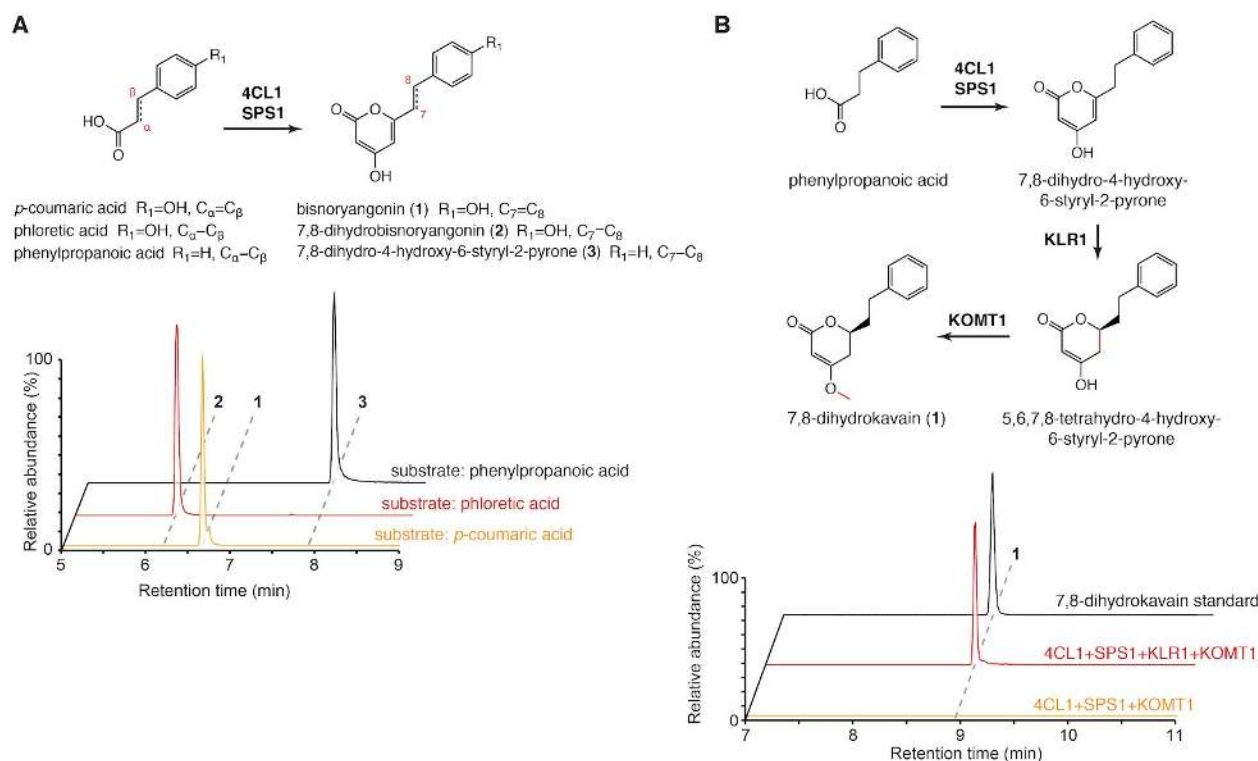 A
R₁
β
α
HO
O
4CL1
SPS1
R₁
8
7
O
O
OH
p-coumaric acid R₁=OH, Cα=Cβ
phloretic acid R₁=OH, Cα–Cβ
phenylpropanoic acid R₁=H, Cα–Cβ
bisnoryangonin (1) R₁=OH, C₇=C₈
7,8-dihydrobisnoryangonin (2) R₁=OH, C₇–C₈
7,8-dihydro-4-hydroxy-6-styryl-2-pyrone (3) R₁=H, C₇–C₈
Relative abundance (%)
100
0
2
1
3
substrate: phenylpropanoic acid
substrate: phloretic acid
substrate: p-coumaric acid
5
6
7
8
9
Retention time (min)
B
HO
O
phenylpropanoic acid
4CL1
SPS1
O
O
OH
7,8-dihydro-4-hydroxy-
6-styryl-2-pyrone
KLR1
O
O
OH
5,6,7,8-tetrahydro-4-hydroxy-
6-styryl-2-pyrone
KOMT1
O
O
O
7,8-dihydrokavain (1)
Relative abundance (%)
100
0
1
7,8-dihydrokavain standard
4CL1+SPS1+KLR1+KOMT1
4CL1+SPS1+KOMT1
7
8
9
10
11
Retention time (min)